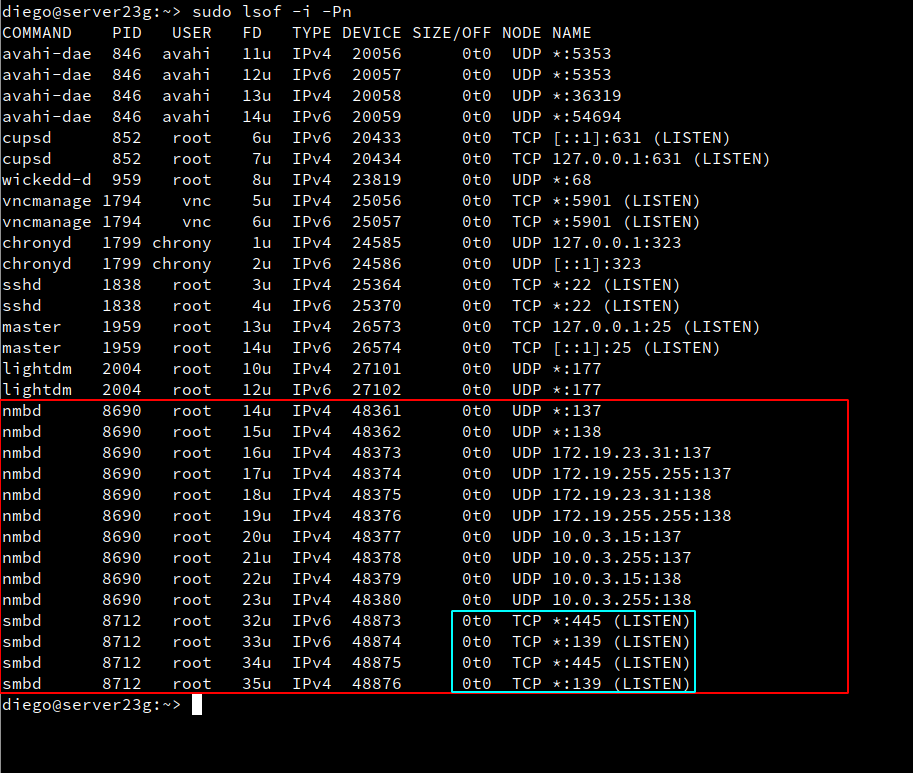 diego@server23g:~> sudo lsof -i -Pn
COMMAND    PID   USER   FD   TYPE DEVICE SIZE/OFF NODE NAME
avahi-dae  846  avahi   11u  IPv4  20056      0t0  UDP *:5353
avahi-dae  846  avahi   12u  IPv6  20057      0t0  UDP *:5353
avahi-dae  846  avahi   13u  IPv4  20058      0t0  UDP *:36319
avahi-dae  846  avahi   14u  IPv6  20059      0t0  UDP *:54694
cupsd      852   root    6u  IPv6  20433      0t0  TCP [::1]:631 (LISTEN)
cupsd      852   root    7u  IPv4  20434      0t0  TCP 127.0.0.1:631 (LISTEN)
wickedd-d  959   root    8u  IPv4  23819      0t0  UDP *:68
vncmanage 1794    vnc    5u  IPv4  25056      0t0  TCP *:5901 (LISTEN)
vncmanage 1794    vnc    6u  IPv6  25057      0t0  TCP *:5901 (LISTEN)
chronyd   1799 chrony    1u  IPv4  24585      0t0  UDP 127.0.0.1:323
chronyd   1799 chrony    2u  IPv6  24586      0t0  UDP [::1]:323
sshd      1838   root    3u  IPv4  25364      0t0  TCP *:22 (LISTEN)
sshd      1838   root    4u  IPv6  25370      0t0  TCP *:22 (LISTEN)
master    1959   root   13u  IPv4  26573      0t0  TCP 127.0.0.1:25 (LISTEN)
master    1959   root   14u  IPv6  26574      0t0  TCP [::1]:25 (LISTEN)
lightdm   2004   root   10u  IPv4  27101      0t0  UDP *:177
lightdm   2004   root   12u  IPv6  27102      0t0  UDP *:177
nmbd      8690   root   14u  IPv4  48361      0t0  UDP *:137
nmbd      8690   root   15u  IPv4  48362      0t0  UDP *:138
nmbd      8690   root   16u  IPv4  48373      0t0  UDP 172.19.23.31:137
nmbd      8690   root   17u  IPv4  48374      0t0  UDP 172.19.255.255:137
nmbd      8690   root   18u  IPv4  48375      0t0  UDP 172.19.23.31:138
nmbd      8690   root   19u  IPv4  48376      0t0  UDP 172.19.255.255:138
nmbd      8690   root   20u  IPv4  48377      0t0  UDP 10.0.3.15:137
nmbd      8690   root   21u  IPv4  48378      0t0  UDP 10.0.3.255:137
nmbd      8690   root   22u  IPv4  48379      0t0  UDP 10.0.3.15:138
nmbd      8690   root   23u  IPv4  48380      0t0  UDP 10.0.3.255:138
smbd      8712   root   32u  IPv6  48873      0t0  TCP *:445 (LISTEN)
smbd      8712   root   33u  IPv6  48874      0t0  TCP *:139 (LISTEN)
smbd      8712   root   34u  IPv4  48875      0t0  TCP *:445 (LISTEN)
smbd      8712   root   35u  IPv4  48876      0t0  TCP *:139 (LISTEN)
diego@server23g:~>